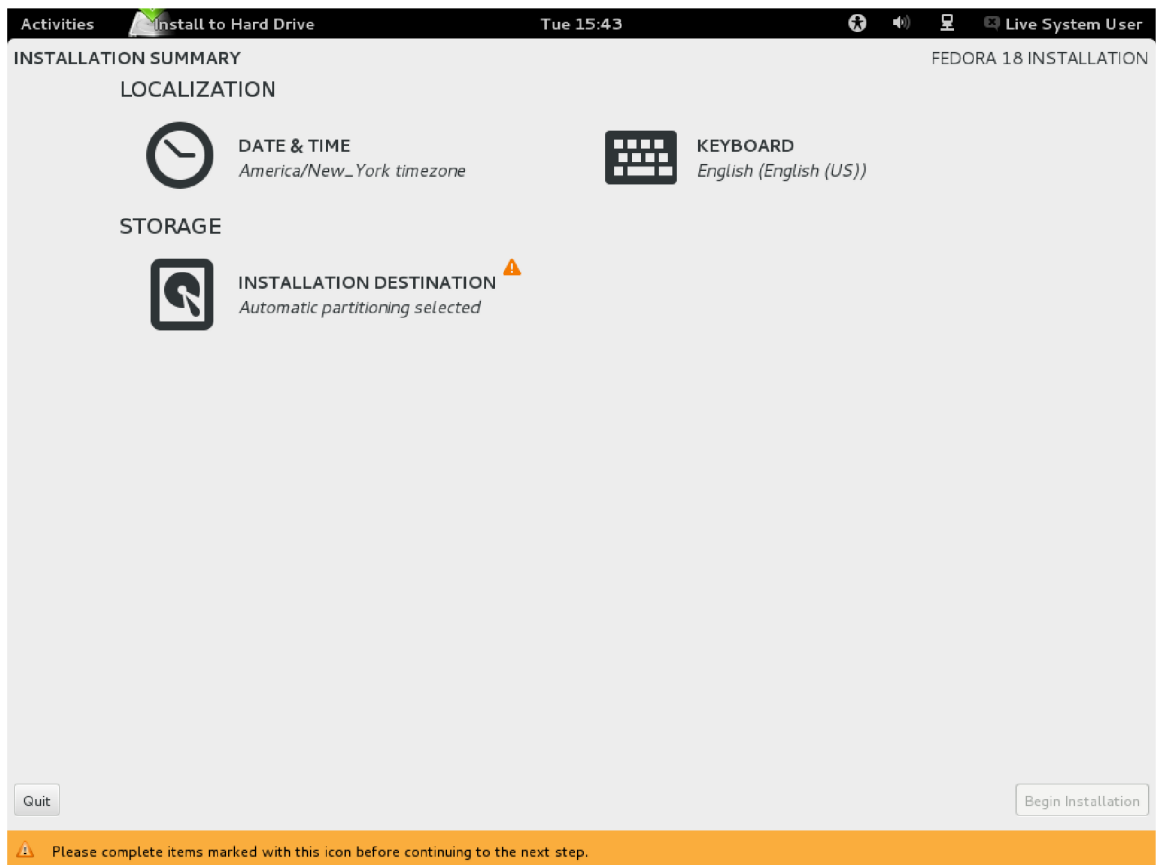 Activities Install to Hard Drive Tue 15:43 Live System User
INSTALLATION SUMMARY FEDORA 18 INSTALLATION
LOCALIZATION
DATE & TIME KEYBOARD
America/New_York timezone English (English (US))
STORAGE
INSTALLATION DESTINATION
Automatic partitioning selected
Quit Begin Installation
Please complete items marked with this icon before continuing to the next step.